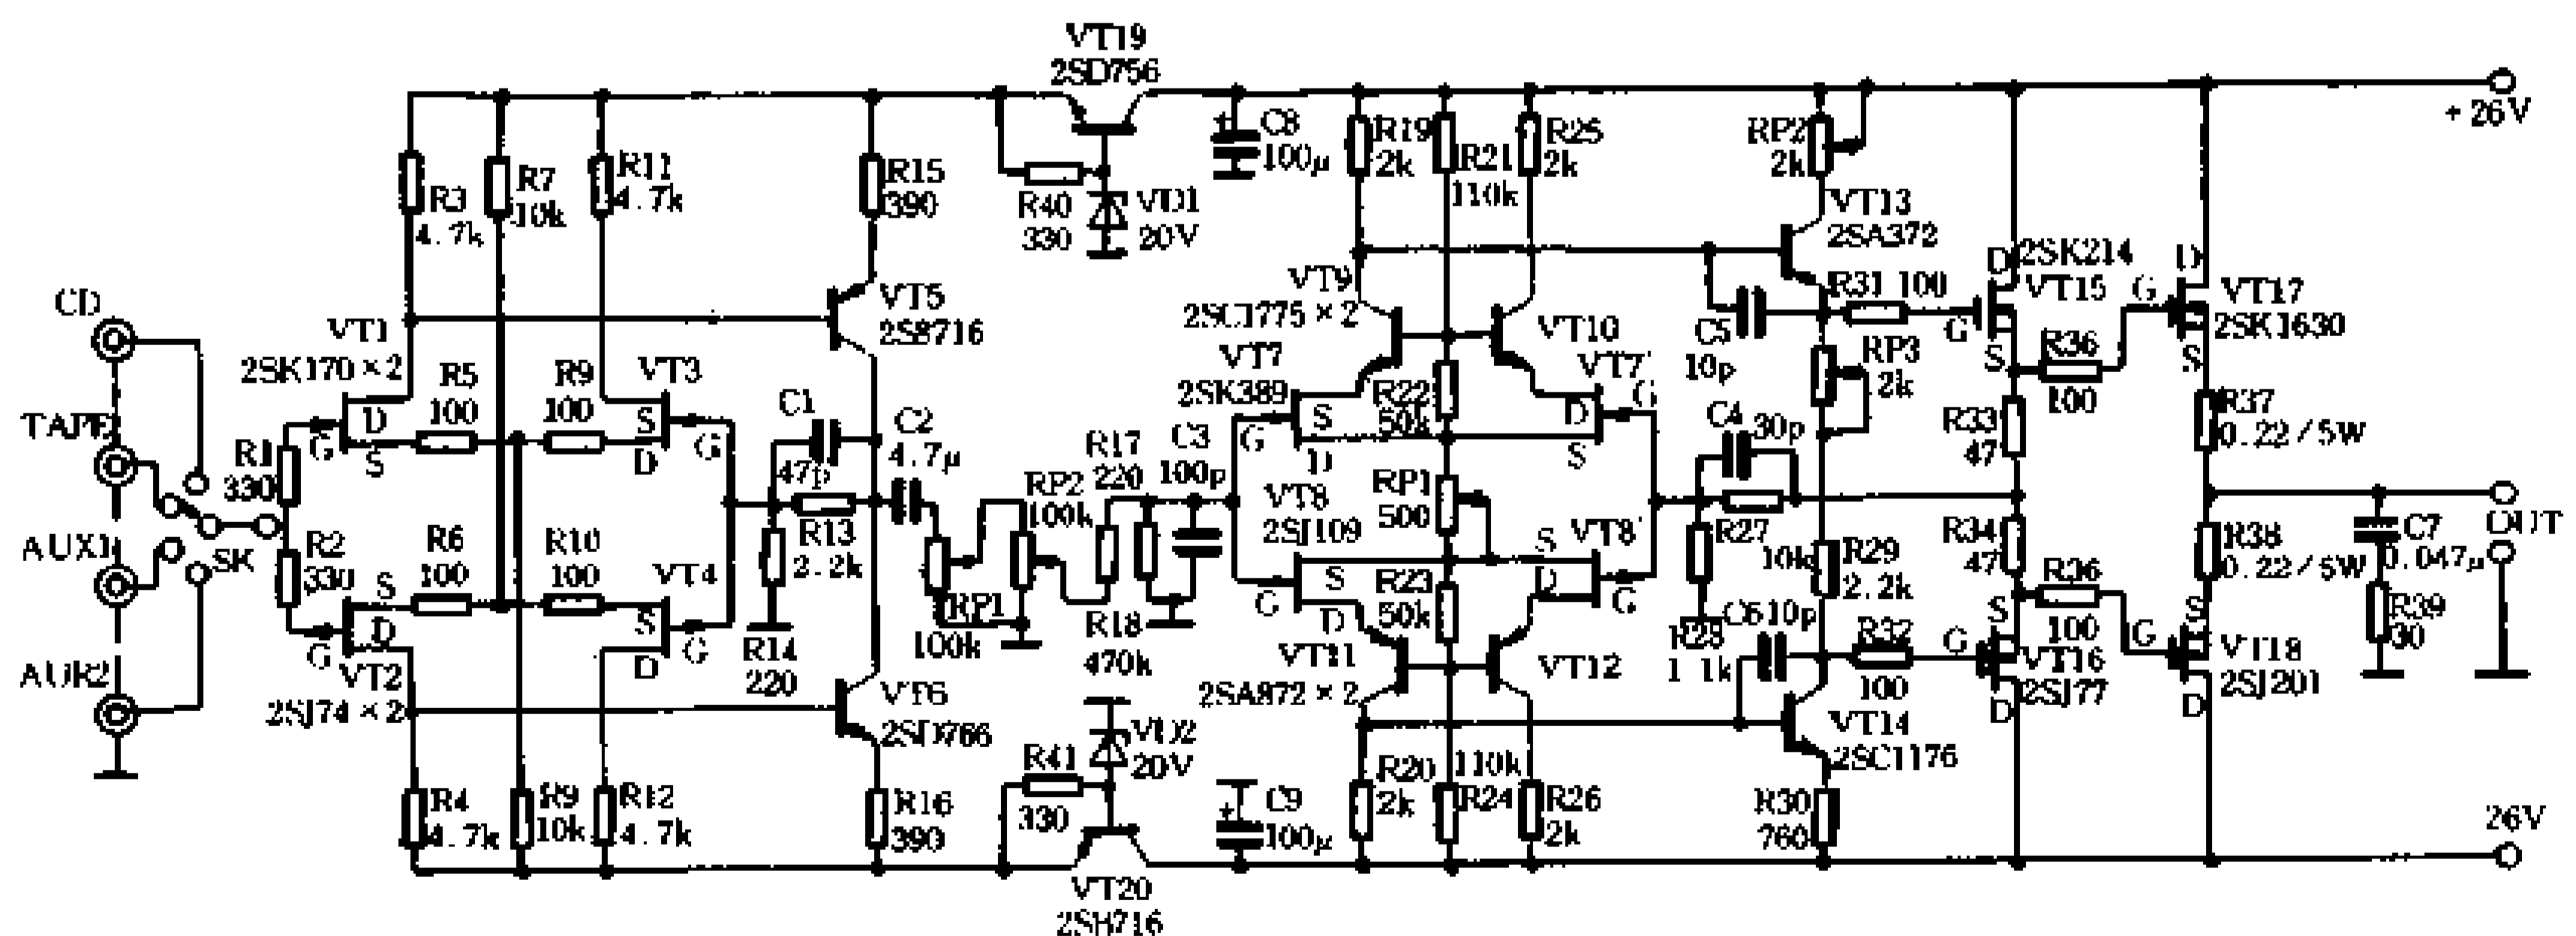 VT19
2SD756
+26V
C8
100μ
R19
2k
R21
110k
R25
2k
RP2
2k
R3
4.7k
R7
10k
R11
4.7k
R15
390
R40
330
VD1
20V
VT13
2SA372
CD
VT1
2SK170×2
R5
100
R9
100
VT3
VT5
2SB716
VT9
2SC1775×2
VT10
C5
10p
R31 100
2SK214
VT15
D
G
S
D
G
VT17
2SK1630
S
R36
100
TAPE
R1
330
G
D
S
S
G
D
C1
47p
C2
4.7μ
R17
220
C3
100p
VT7
2SK389
G
S
D
R22
50k
VT7'
G
D
S
C4
30p
RP3
2k
R33
47
R37
0.22/5W
AUX1
SK
R2
330
R6
100
R10
100
VT4
R13
2.2k
RP2
100k
VT8
2SJ109
RP1
500
VT8'
R27
10k
R29
2.2k
R34
47
R36
100
R38
0.22/5W
C7
0.047μ
OUT
R39
30
AUR2
S
D
G
VT2
2SJ74×2
S
G
D
R14
220
RP1
100k
R18
470k
G
S
D
R23
50k
S
D
G
VT11
2SA872×2
VT12
R28
1 1k
C6 10p
R32
100
G
S
VT16
2SJ77
D
G
S
VT18
2SJ201
D
VT6
2SD766
VD2
20V
VT14
2SC1176
R4
4.7k
R9
10k
R12
4.7k
R16
390
R41
330
C9
100μ
R20
2k
110k
R24
R26
2k
R30
760
26V
VT20
2SB716